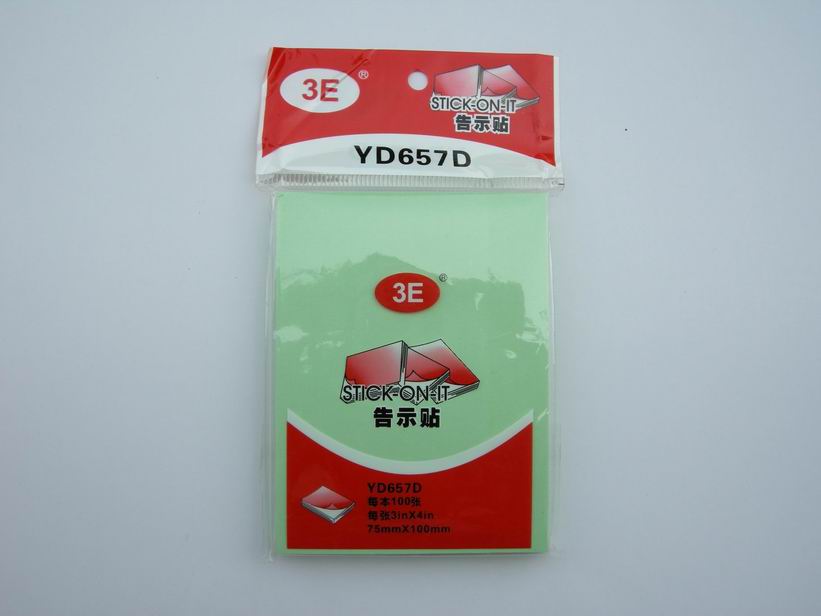 3E®
STICK-ON-IT
告示贴
YD657D
3E®
STICK-ON-IT
告示贴
YD657D
每本100张
每张3inX4in
75mmX100mm